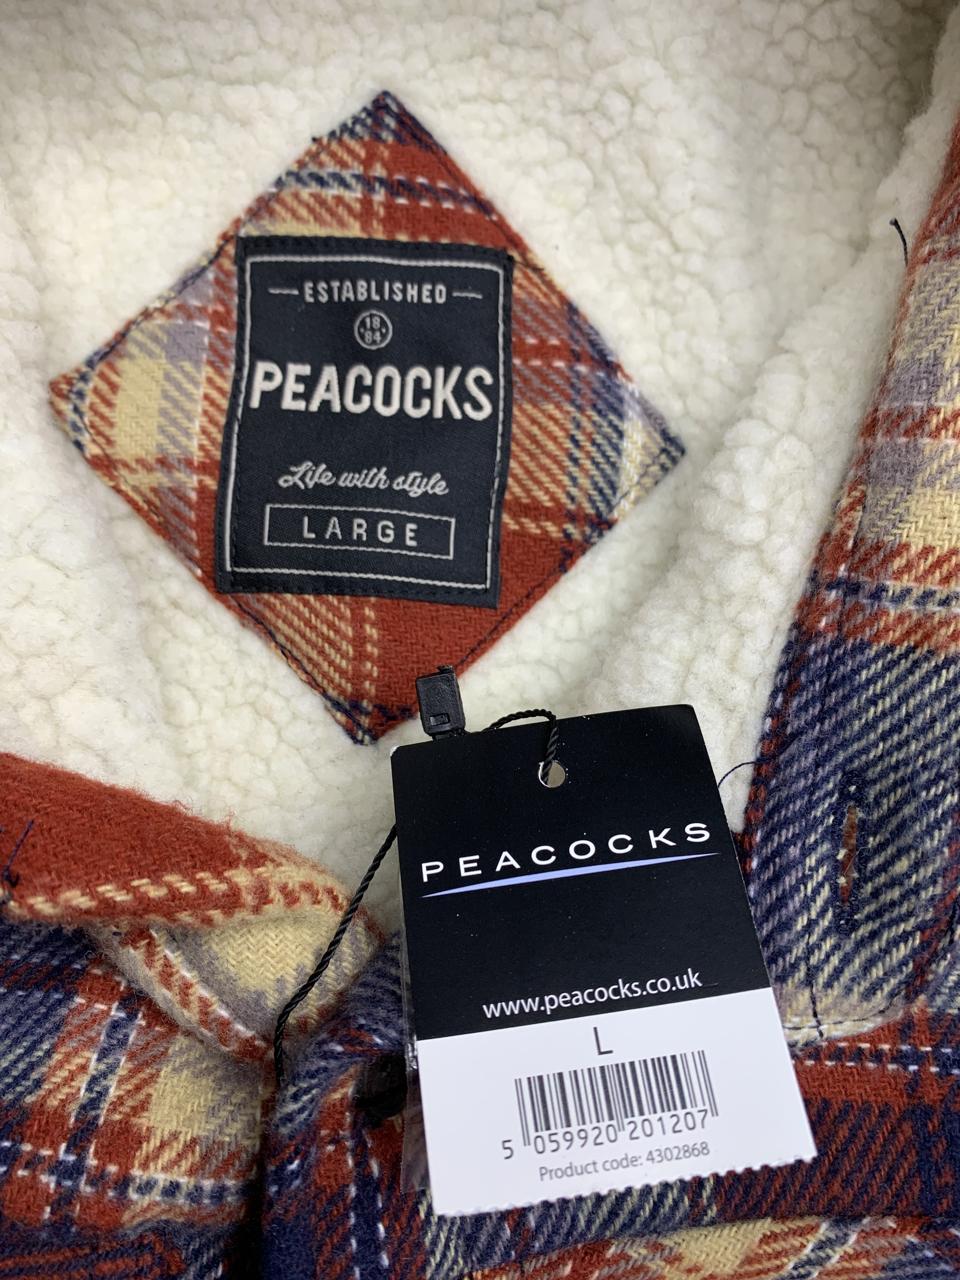 ESTABLISHED
18
84
PEACOCKS
Life with style
LARGE
PEACOCKS
www.peacocks.co.uk
L
5 059920 201207
Product code: 4302868